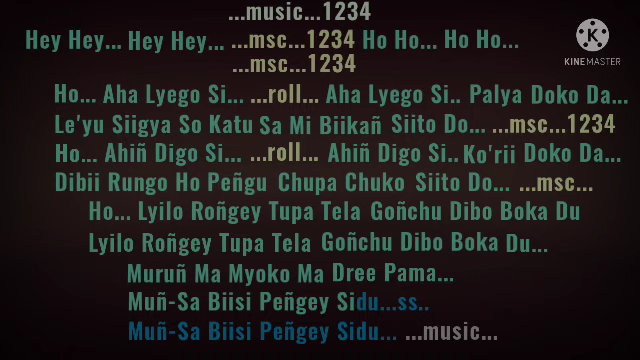 ...music...1234
Hey Hey... Hey Hey... ...msc...1234 Ho Ho... Ho Ho...
...msc...1234
KINEMASTER
Ho... Aha Lyego Si... ...roll... Aha Lyego Si.. Palya Doko Da...
Le'yu Siigya So Katu Sa Mi Biikañ Siito Do... ...msc...1234
Ho... Ahiñ Digo Si... ...roll... Ahiñ Digo Si.. Ko'rii Doko Da...
Dibii Rungo Ho Peñgu Chupa Chuko Siito Do... ...msc...
Ho... Lyilo Roñgey Tupa Tela Goñchu Dibo Boka Du
Lyilo Roñgey Tupa Tela Goñchu Dibo Boka Du...
Muruñ Ma Myoko Ma Dree Pama...
Muñ-Sa Biisi Peñgey Sidu...ss..
Muñ-Sa Biisi Peñgey Sidu... ...music...